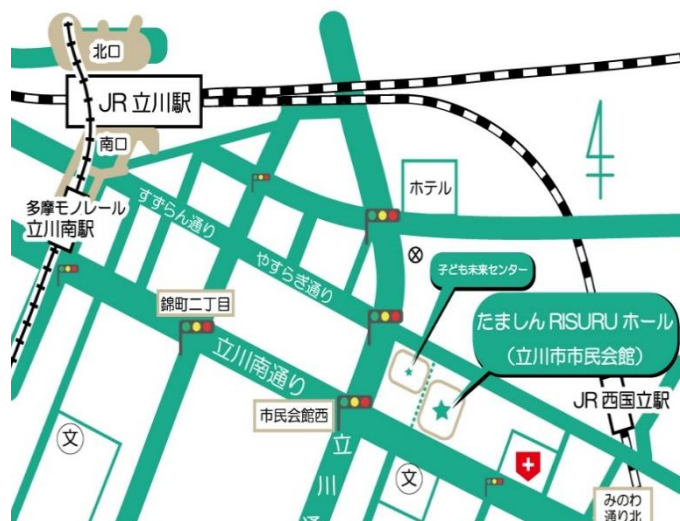 北口
JR 立川駅
南口
多摩モノレール
立川南駅
すずらん通り
やすらぎ通り
ホテル
子ども未来センター
錦町二丁目
立川南通り
たましん RISURU ホール
（立川市市民会館）
市民会館西
JR 西国立駅
文
文
立川通
みのわ
通り北